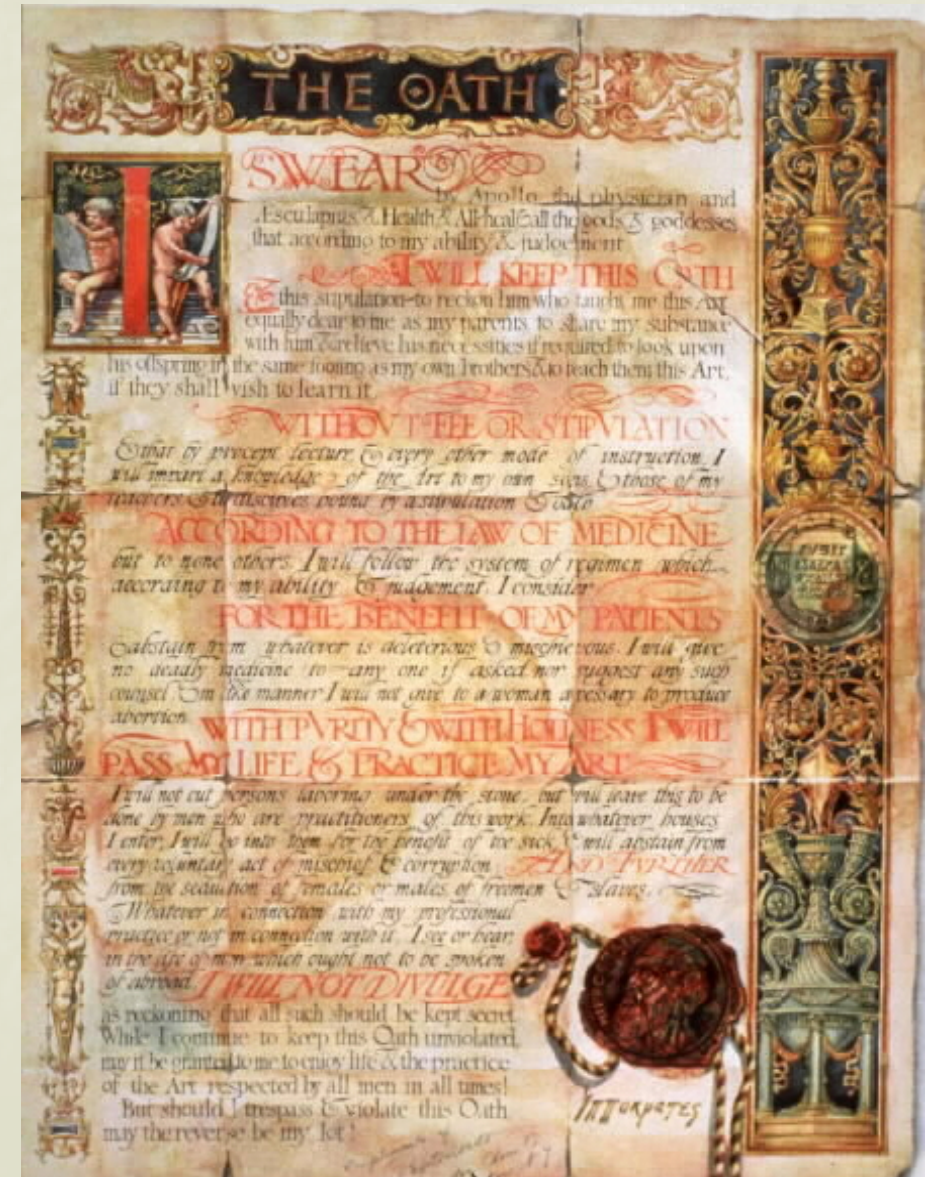 THE OATH
I SWEAR
by Apollo the physician and
Æsculapius, & Health & All-heal & all the gods & goddesses
that according to my ability & judgement
I WILL KEEP THIS OATH
& this stipulation-to reckon him who taught me this Art
equally dear to me as my parents, to share my substance
with him & relieve his necessities if required to look upon
his offspring in the same footing as my own brothers & to teach them this Art,
if they shall wish to learn it
WITHOVT FEE OR STIPVLATION
& that by precept, lecture & every other mode of instruction, I
will impart a knowledge of the Art to my own sons, & those of my
teachers, & to disciples bound by a stipulation & oath
ACCORDING TO THE LAW OF MEDICINE
but to none others. I will follow the system of regimen which
according to my ability & judgement I consider
FOR THE BENEFIT OF MY PATIENTS
& abstain from whatever is deleterious & mischievous. I will give
no deadly medicine to any one if asked nor suggest any such
counsel & in like manner I will not give to a woman a pessary to produce
abortion.
WITH PVRITY & WITH HOLINESS I WILL
PASS MY LIFE & PRACTICE MY ART
I will not cut persons laboring under the stone, but will leave this to be
done by men who are practitioners of this work. Into whatever houses
I enter, I will go into them for the benefit of the sick & will abstain from
every voluntary act of mischief & corruption AND FVRTHER
from the seduction of females or males, of freemen & slaves.
Whatever in connection with my professional
practice or not in connection with it, I see or hear,
in the life of men which ought not to be spoken
of abroad I WILL NOT DIVULGE
as reckoning that all such should be kept secret.
While I continue to keep this Oath unviolated,
may it be granted to me to enjoy life & the practice
of the Art respected by all men in all times!
But should I trespass & violate this Oath
may the reverse be my lot!